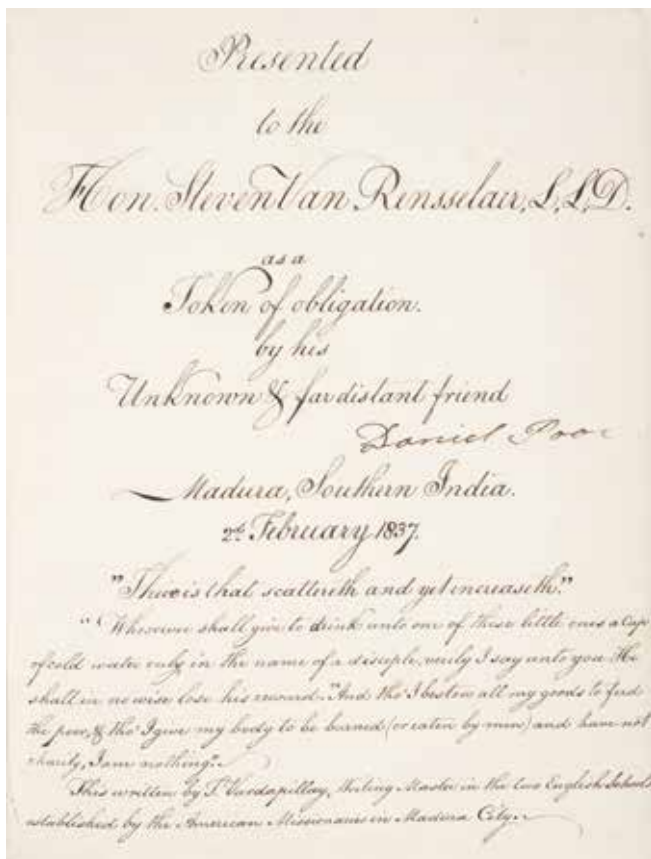 Presented
to the
Hon. Steven Van Rensselair, L,L,D.
as a
Token of obligation.
by his
Unknown & far distant friend
Daniel Poor
Madura, Southern India.
2d. February 1837.
"There is that scattereth and yet increaseth."
"Whosoever shall give to drink unto one of these little ones a Cup
of cold water only in the name of a disciple, verily I say unto you He
shall in no wise lose his reward." And tho' I bestow all my goods to feed
the poor, & tho' I give my body to be burned (or eaten by men) and have not
charity, I am nothing".
This written by T. Vardapillay, Writing Master in the two English Schools
established by the American Missionaries in Madura City.